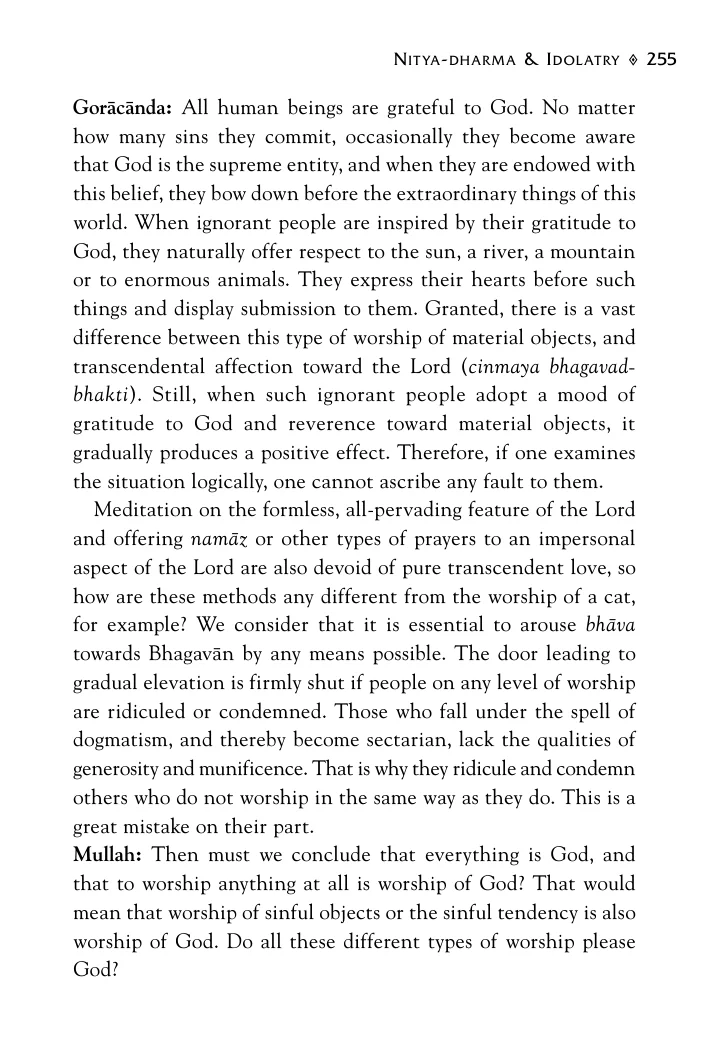 NITYA-DHARMA & IDOLATRY ◈ 255
Gorācānda: All human beings are grateful to God. No matter
how many sins they commit, occasionally they become aware
that God is the supreme entity, and when they are endowed with
this belief, they bow down before the extraordinary things of this
world. When ignorant people are inspired by their gratitude to
God, they naturally offer respect to the sun, a river, a mountain
or to enormous animals. They express their hearts before such
things and display submission to them. Granted, there is a vast
difference between this type of worship of material objects, and
transcendental affection toward the Lord (cinmaya bhagavad-
bhakti). Still, when such ignorant people adopt a mood of
gratitude to God and reverence toward material objects, it
gradually produces a positive effect. Therefore, if one examines
the situation logically, one cannot ascribe any fault to them.
Meditation on the formless, all-pervading feature of the Lord
and offering namāz or other types of prayers to an impersonal
aspect of the Lord are also devoid of pure transcendent love, so
how are these methods any different from the worship of a cat,
for example? We consider that it is essential to arouse bhāva
towards Bhagavān by any means possible. The door leading to
gradual elevation is firmly shut if people on any level of worship
are ridiculed or condemned. Those who fall under the spell of
dogmatism, and thereby become sectarian, lack the qualities of
generosity and munificence. That is why they ridicule and condemn
others who do not worship in the same way as they do. This is a
great mistake on their part.
Mullah: Then must we conclude that everything is God, and
that to worship anything at all is worship of God? That would
mean that worship of sinful objects or the sinful tendency is also
worship of God. Do all these different types of worship please
God?